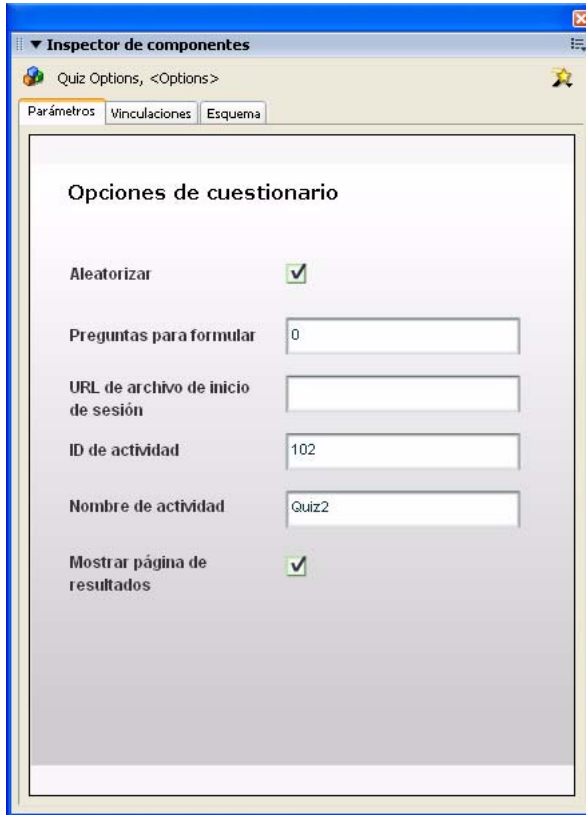 Inspector de componentes
Quiz Options, <Options>
Parámetros Vinculaciones Esquema
Opciones de cuestionario
Aleatorizar
Preguntas para formular 0
URL de archivo de inicio
de sesión
ID de actividad 102
Nombre de actividad Quiz2
Mostrar página de
resultados